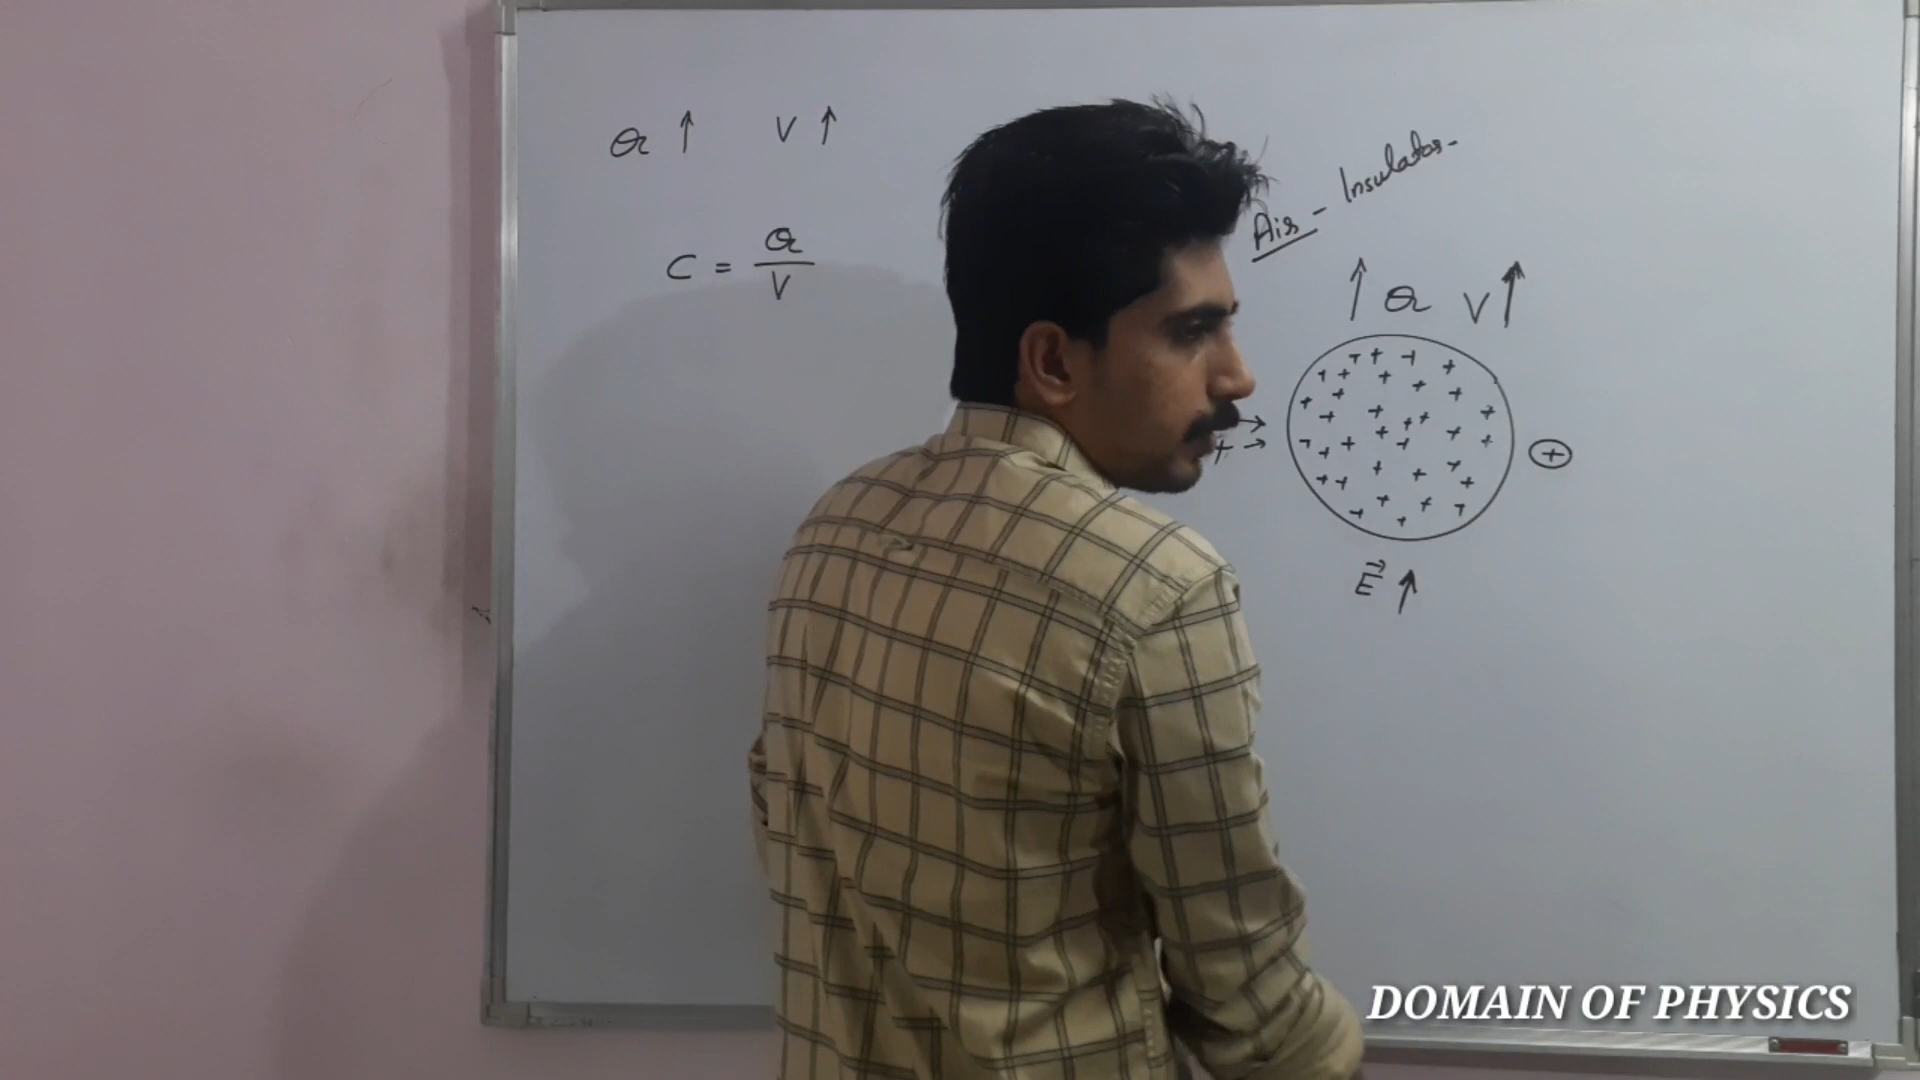 Q ↑ V ↑
C = Q / V
Air - Insulator -
↑ Q V ↑
+ + + + + + + + + + + + + + + + + + + + + + + + + + + + + + + + + + +
+ →
+
E→ ↑
DOMAIN OF PHYSICS